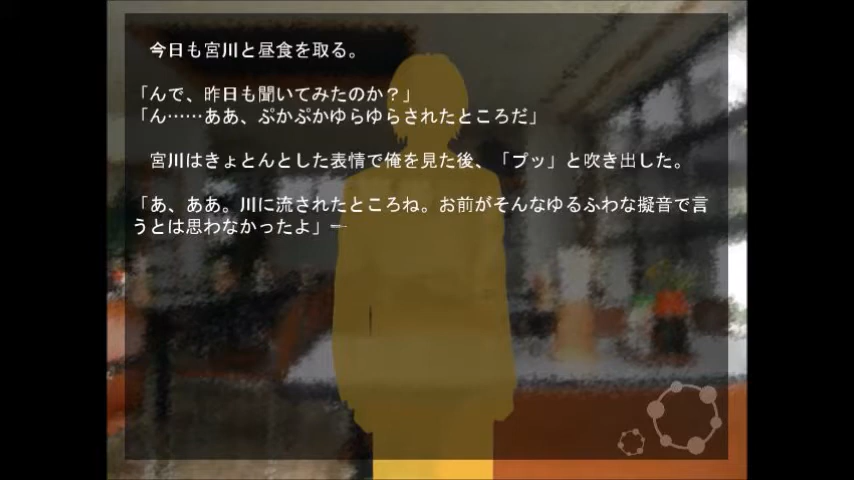 今日も宮川と昼食を取る。
「んで、昨日も聞いてみたのか？」
「ん……ああ、ぷかぷかゆらゆらされたところだ」
宮川はきょとんとした表情で俺を見た後、「プッ」と吹き出した。
「あ、ああ。川に流されたところね。お前がそんなゆるふわな擬音で言
うとは思わなかったよ」